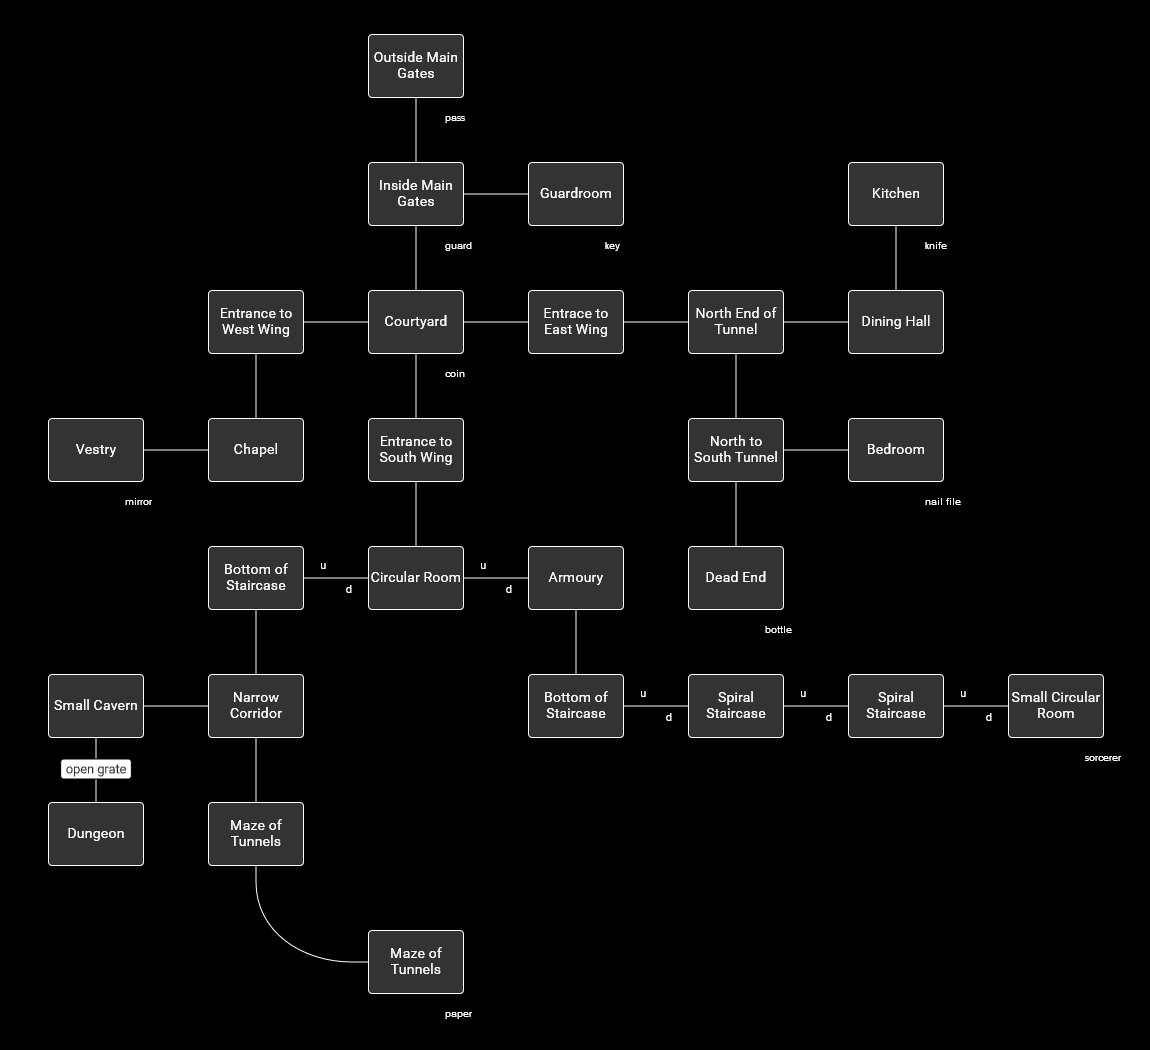 Outside Main
Gates
pass
Inside Main
Gates
Guardroom
Kitchen
guard
key
knife
Entrance to
West Wing
Courtyard
Entrace to
East Wing
North End of
Tunnel
Dining Hall
coin
Vestry
Chapel
Entrance to
South Wing
North to
South Tunnel
Bedroom
mirror
nail file
Bottom of
Staircase
u
d
Circular Room
u
d
Armoury
Dead End
bottle
Small Cavern
Narrow
Corridor
Bottom of
Staircase
u
d
Spiral
Staircase
u
d
Spiral
Staircase
u
d
Small Circular
Room
sorcerer
open grate
Dungeon
Maze of
Tunnels
Maze of
Tunnels
paper